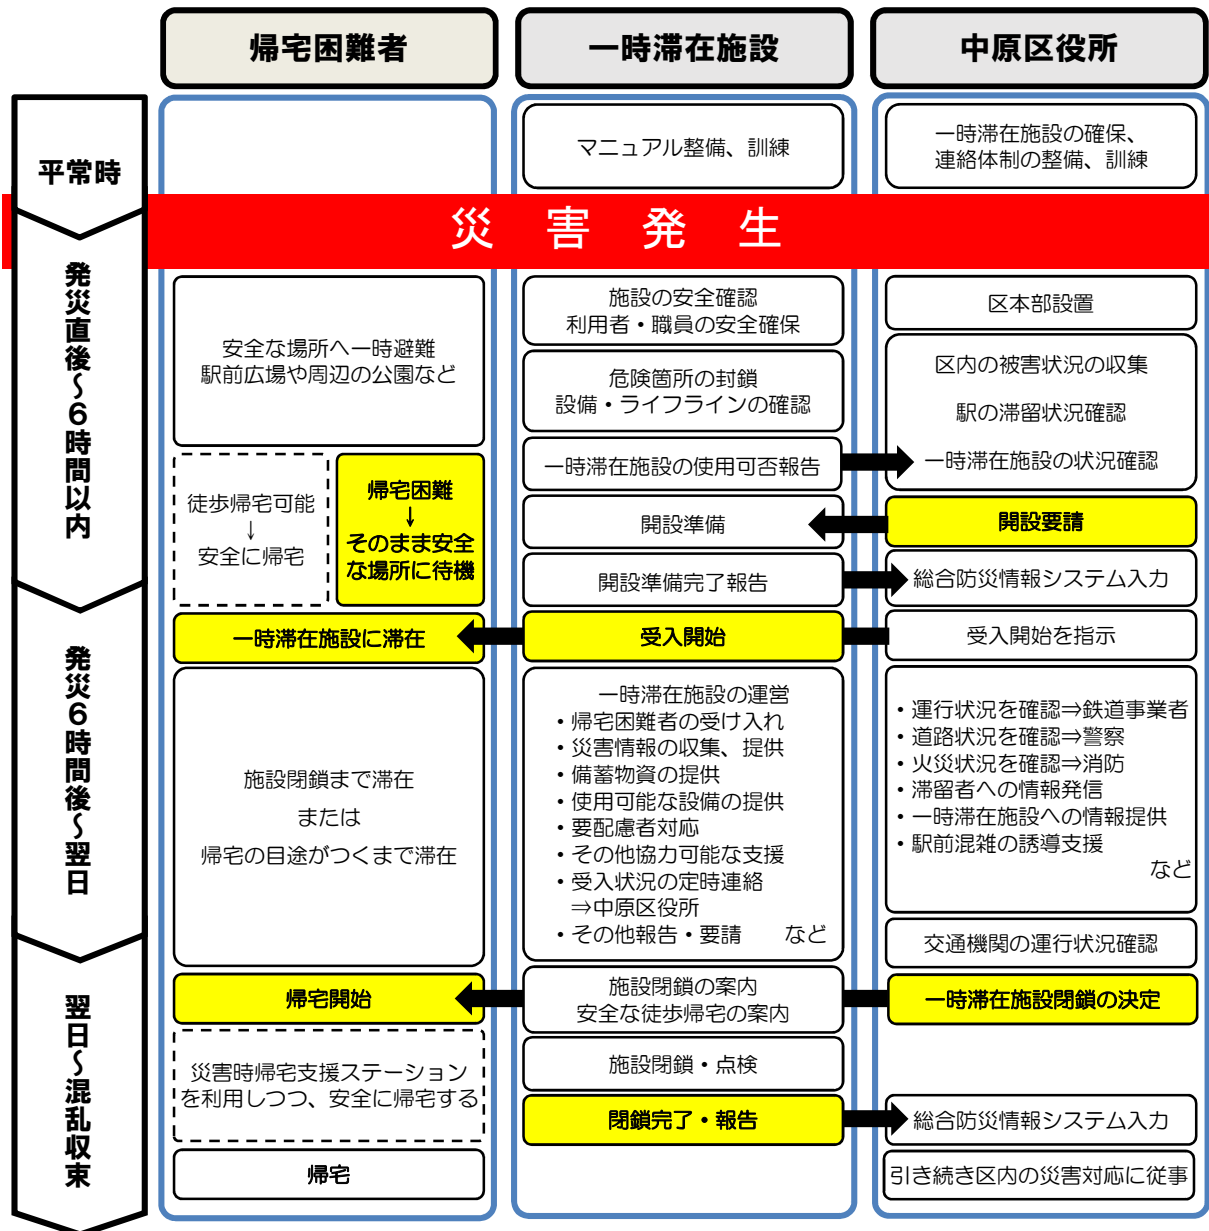 帰宅困難者
一時滞在施設
中原区役所
平常時
マニュアル整備、訓練
一時滞在施設の確保、
連絡体制の整備、訓練
災害発生
発災直後～6時間以内
安全な場所へ一時避難
駅前広場や周辺の公園など
徒歩帰宅可能
↓
安全に帰宅
帰宅困難
↓
そのまま安全
な場所に待機
施設の安全確認
利用者・職員の安全確保
危険箇所の封鎖
設備・ライフラインの確認
一時滞在施設の使用可否報告
開設準備
開設準備完了報告
区本部設置
区内の被害状況の収集
駅の滞留状況確認
一時滞在施設の状況確認
開設要請
総合防災情報システム入力
発災6時間後～翌日
一時滞在施設に滞在
受入開始
受入開始を指示
施設閉鎖まで滞在
または
帰宅の目途がつくまで滞在
一時滞在施設の運営
・帰宅困難者の受け入れ
・災害情報の収集、提供
・備蓄物資の提供
・使用可能な設備の提供
・要配慮者対応
・その他協力可能な支援
・受入状況の定時連絡
⇒中原区役所
・その他報告・要請　など
・運行状況を確認⇒鉄道事業者
・道路状況を確認⇒警察
・火災状況を確認⇒消防
・滞留者への情報発信
・一時滞在施設への情報提供
・駅前混雑の誘導支援
など
交通機関の運行状況確認
翌日～混乱収束
帰宅開始
施設閉鎖の案内
安全な徒歩帰宅の案内
一時滞在施設閉鎖の決定
災害時帰宅支援ステーション
を利用しつつ、安全に帰宅する
施設閉鎖・点検
閉鎖完了・報告
総合防災情報システム入力
帰宅
引き続き区内の災害対応に従事